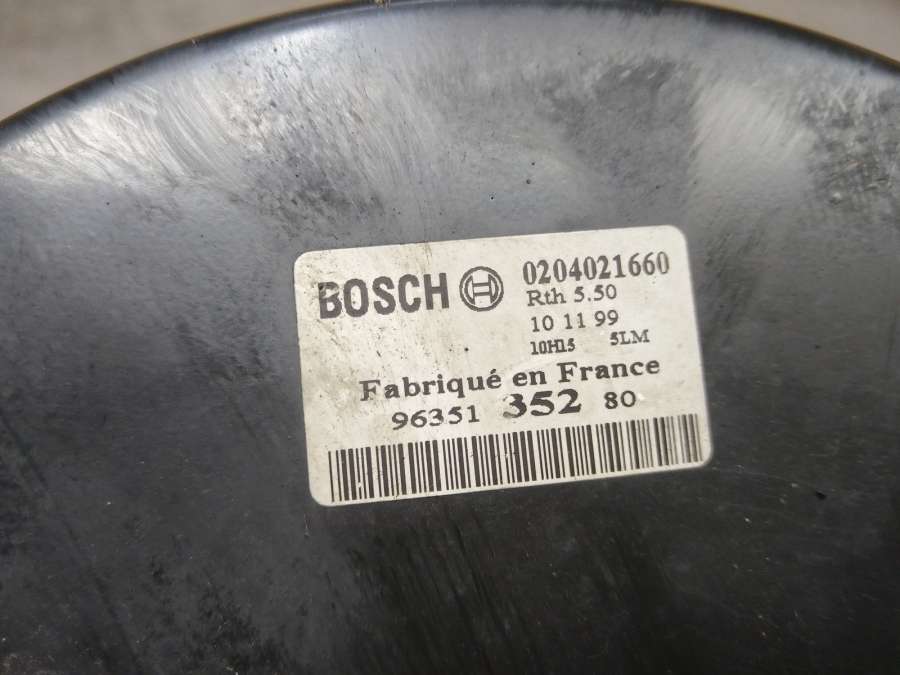 BOSCH 0204021660
Rth 5.50
10 11 99
10H15 5LM
Fabriqué en France
96351 352 80